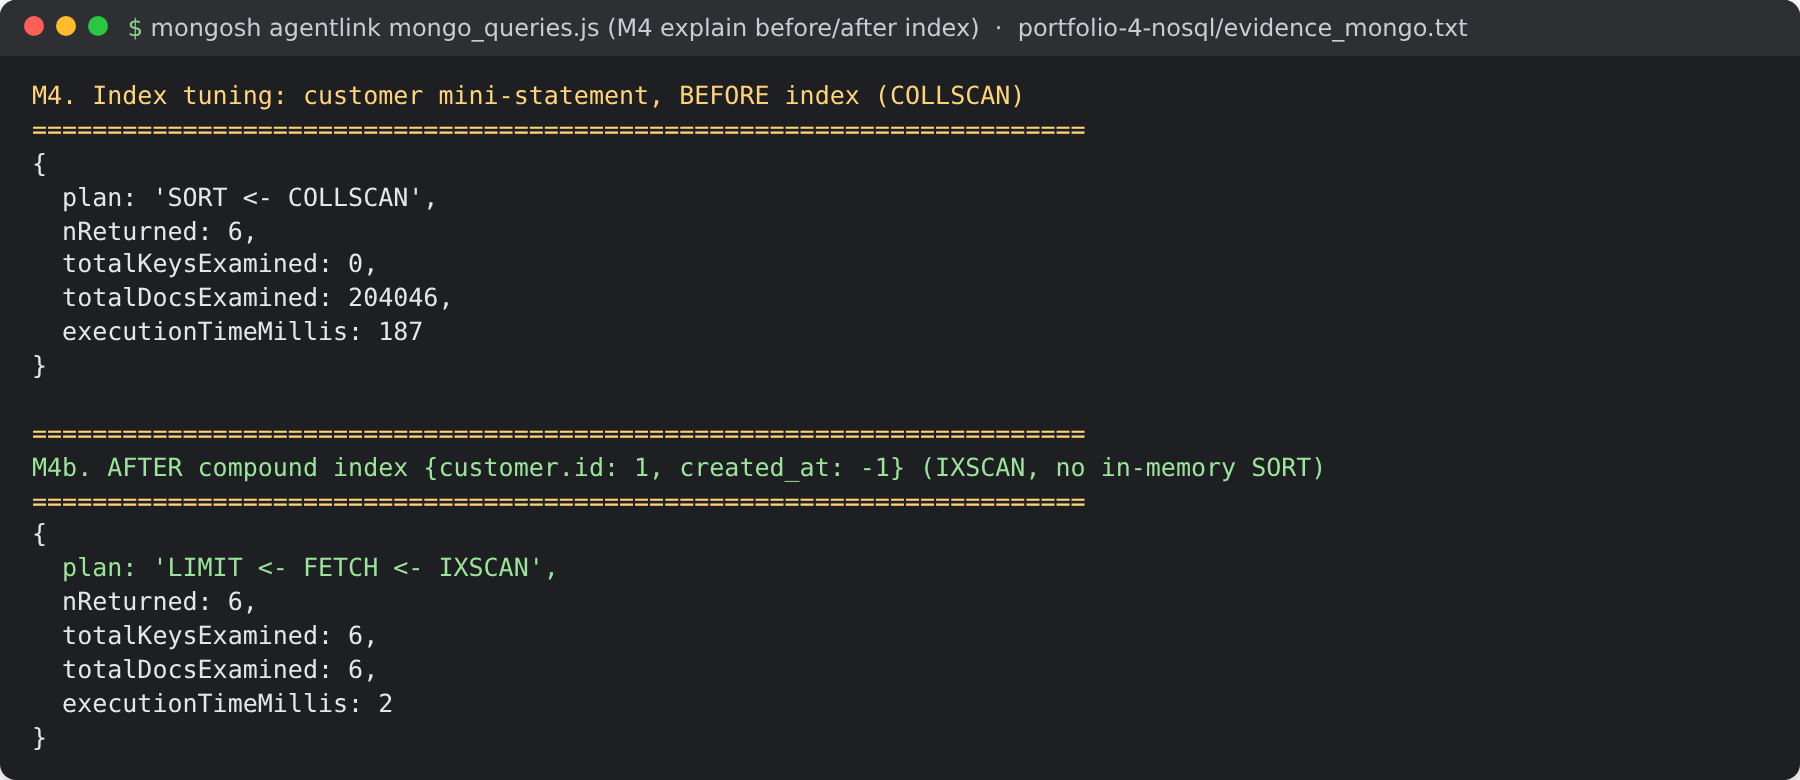 $ mongosh agentlink mongo_queries.js (M4 explain before/after index)  ·  portfolio-4-nosql/evidence_mongo.txt
M4. Index tuning: customer mini-statement, BEFORE index (COLLSCAN)
======================================================================
{
  plan: 'SORT <- COLLSCAN',
  nReturned: 6,
  totalKeysExamined: 0,
  totalDocsExamined: 204046,
  executionTimeMillis: 187
}
======================================================================
M4b. AFTER compound index {customer.id: 1, created_at: -1} (IXSCAN, no in-memory SORT)
======================================================================
{
  plan: 'LIMIT <- FETCH <- IXSCAN',
  nReturned: 6,
  totalKeysExamined: 6,
  totalDocsExamined: 6,
  executionTimeMillis: 2
}